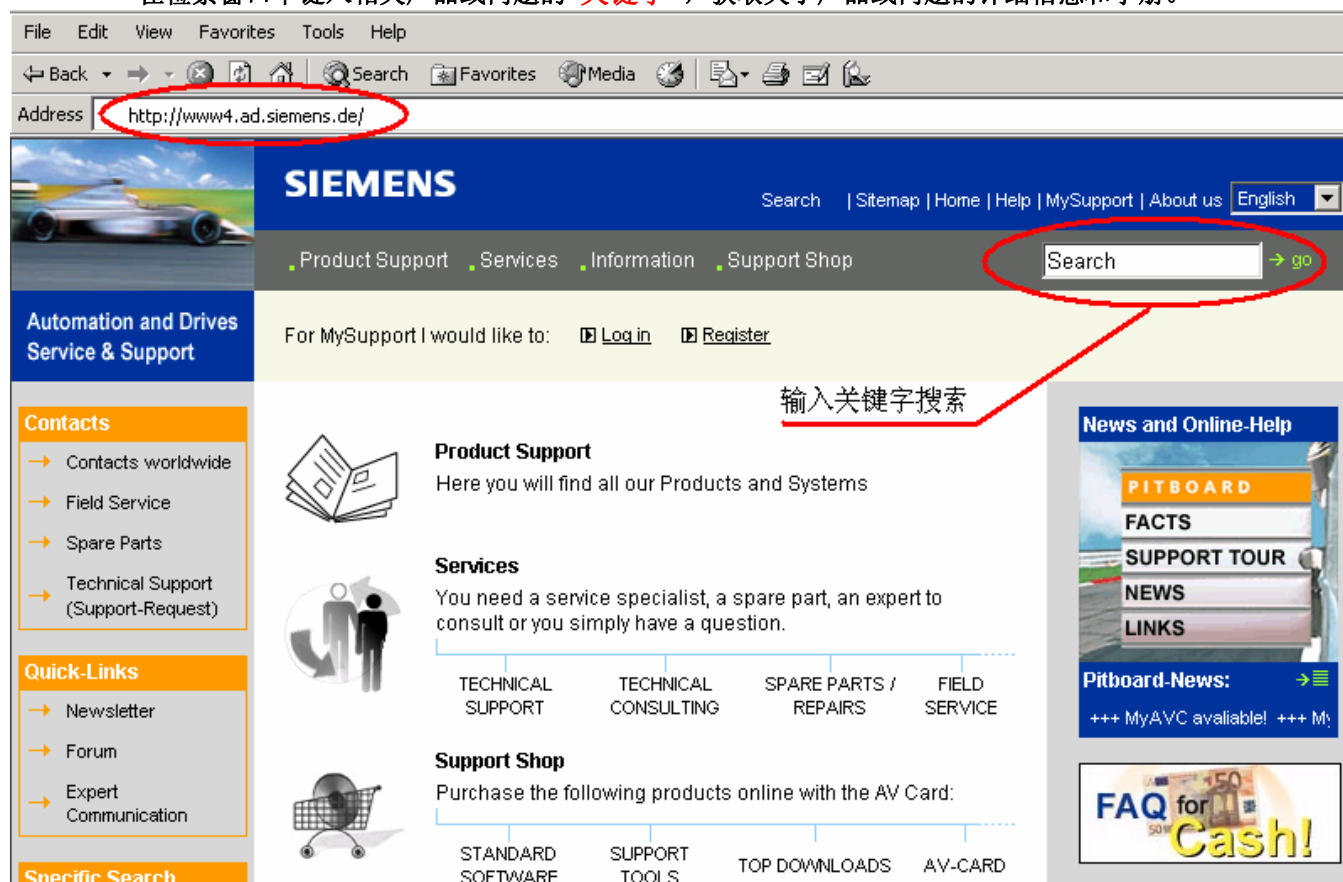 File Edit View Favorites Tools Help
Back Search Favorites Media
Address http://www4.ad.siemens.de/
SIEMENS
Search | Sitemap | Home | Help | MySupport | About us English
Product Support Services Information Support Shop
Search → go
Automation and Drives
Service & Support
For MySupport I would like to: Log in Register
输入关键字搜索
Contacts
Contacts worldwide
Field Service
Spare Parts
Technical Support
(Support-Request)
Quick-Links
Newsletter
Forum
Expert
Communication
Specific Search
Product Support
Here you will find all our Products and Systems
Services
You need a service specialist, a spare part, an expert to
consult or you simply have a question.
TECHNICAL SUPPORT
TECHNICAL CONSULTING
SPARE PARTS / REPAIRS
FIELD SERVICE
Support Shop
Purchase the following products online with the AV Card:
STANDARD SOFTWARE
SUPPORT TOOLS
TOP DOWNLOADS
AV-CARD
News and Online-Help
PITBOARD
FACTS
SUPPORT TOUR
NEWS
LINKS
Pitboard-News:
+++ MyAVC avaliable! +++
FAQ for
Cash!